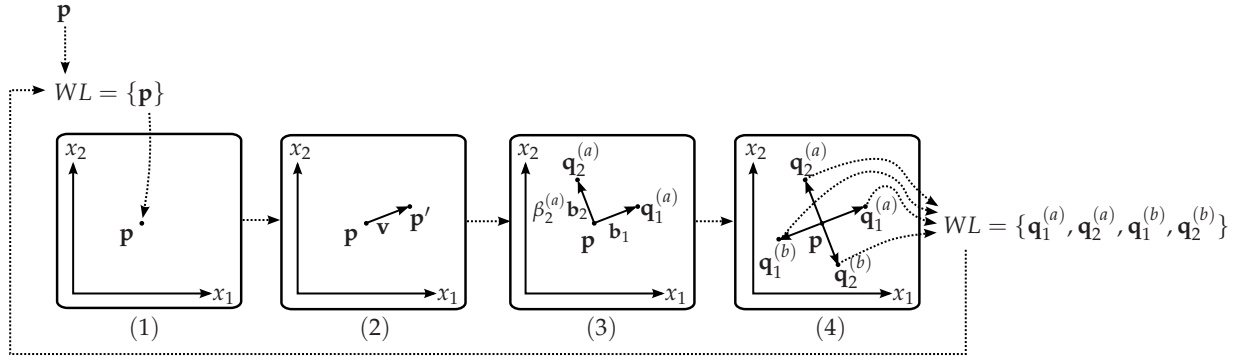 p
WL = {p}
x₂
p
x₁
(1)
x₂
p
v
p′
x₁
(2)
x₂
q₂⁽ᵃ⁾
β₂⁽ᵃ⁾ b₂
q₁⁽ᵃ⁾
p
b₁
x₁
(3)
x₂
q₂⁽ᵃ⁾
q₁⁽ᵃ⁾
p
q₁⁽ᵇ⁾
q₂⁽ᵇ⁾
x₁
(4)
WL = {q₁⁽ᵃ⁾, q₂⁽ᵃ⁾, q₁⁽ᵇ⁾, q₂⁽ᵇ⁾}